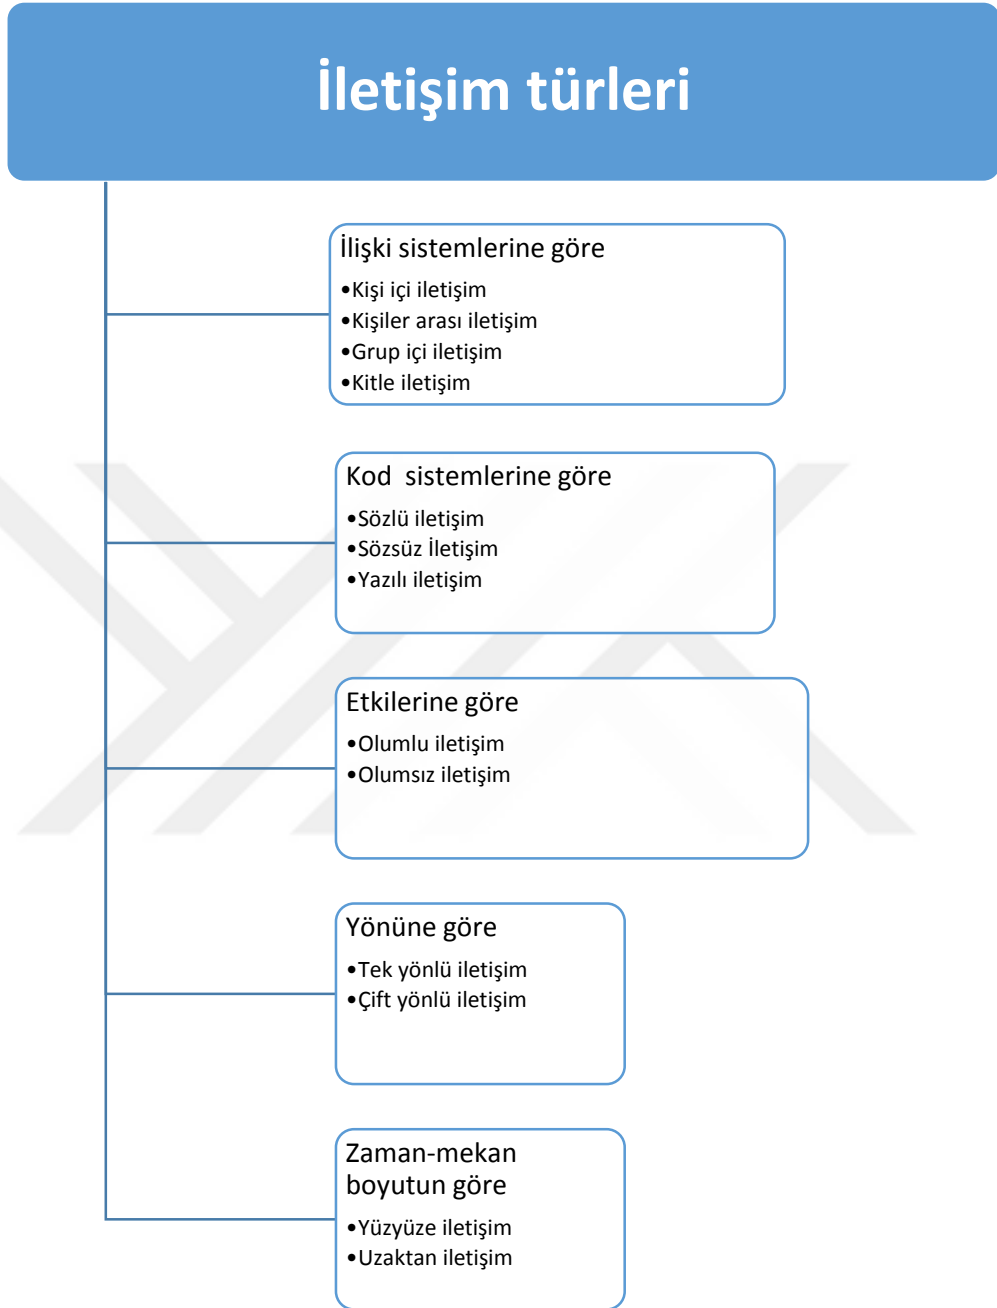 İletişim türleri
İlişki sistemlerine göre
•Kişi içi iletişim
•Kişiler arası iletişim
•Grup içi iletişim
•Kitle iletişim
Kod  sistemlerine göre
•Sözlü iletişim
•Sözsüz İletişim
•Yazılı iletişim
Etkilerine göre
•Olumlu iletişim
•Olumsız iletişim
Yönüne göre
•Tek yönlü iletişim
•Çift yönlü iletişim
Zaman-mekan
boyutun göre
•Yüzyüze iletişim
•Uzaktan iletişim